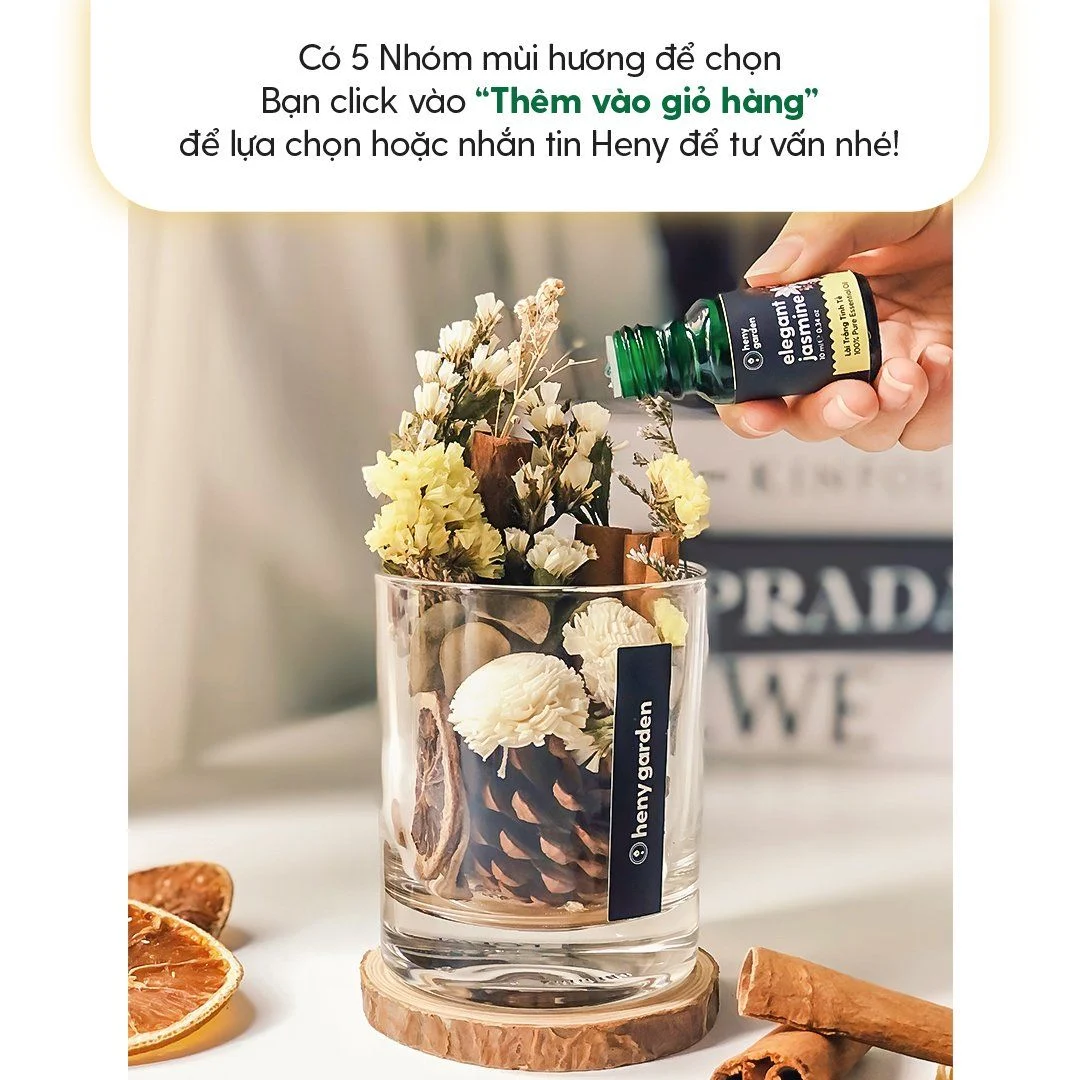 Có 5 Nhóm mùi hương để chọn
Bạn click vào “Thêm vào giỏ hàng”
để lựa chọn hoặc nhắn tin Heny để tư vấn nhé!
heny
garden
elegant
jasmine
10 ml e 0.34 oz
Lài Trắng Tinh Tế
100% Pure Essential Oil
KINFOL
PRADA
WE
heny garden